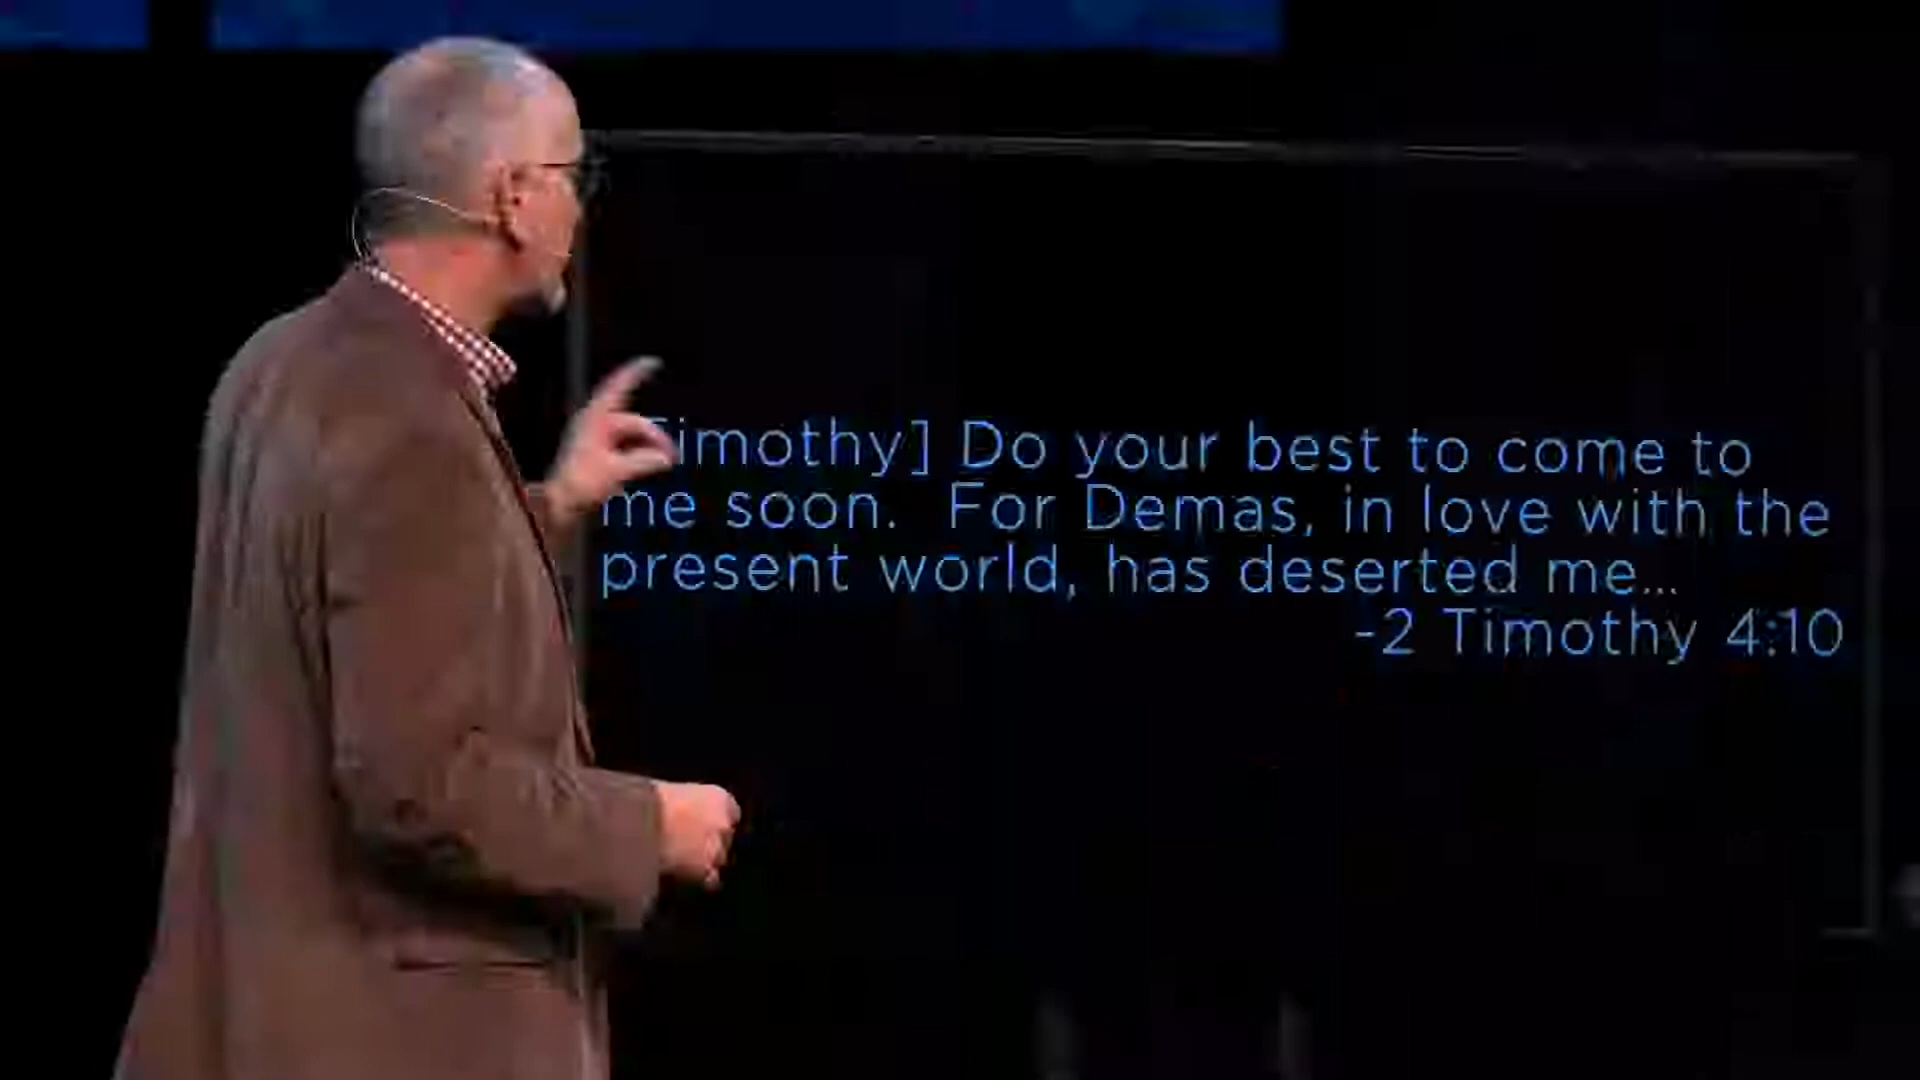 Timothy] Do your best to come to
me soon. For Demas, in love with the
present world, has deserted me...
-2 Timothy 4:10